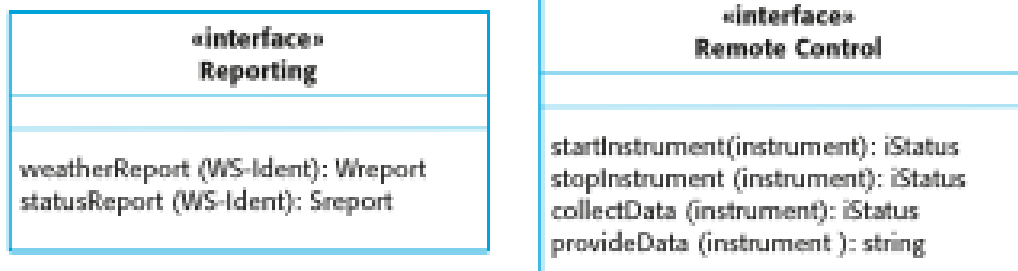 «interface»
Reporting
weatherReport (WS-Ident): Wreport
statusReport (WS-Ident): Sreport
«interface»
Remote Control
startInstrument(instrument): iStatus
stopInstrument (instrument): iStatus
collectData (instrument): iStatus
provideData (instrument ): string